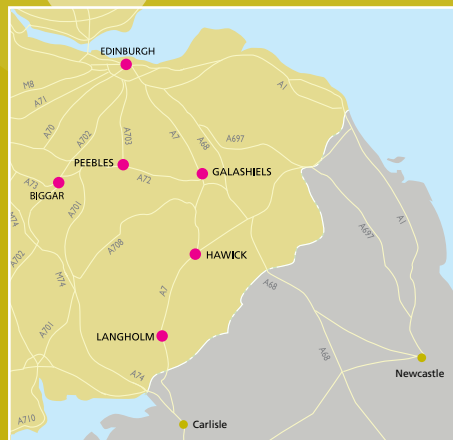 EDINBURGH
M8
A71
A70
A702
A703
A7
A68
A697
A1
PEEBLES
A72
GALASHIELS
A73
BIGGAR
A701
M74
A702
A708
M74
HAWICK
A697
A1
A7
A68
A701
LANGHOLM
A68
A74
Newcastle
A710
Carlisle